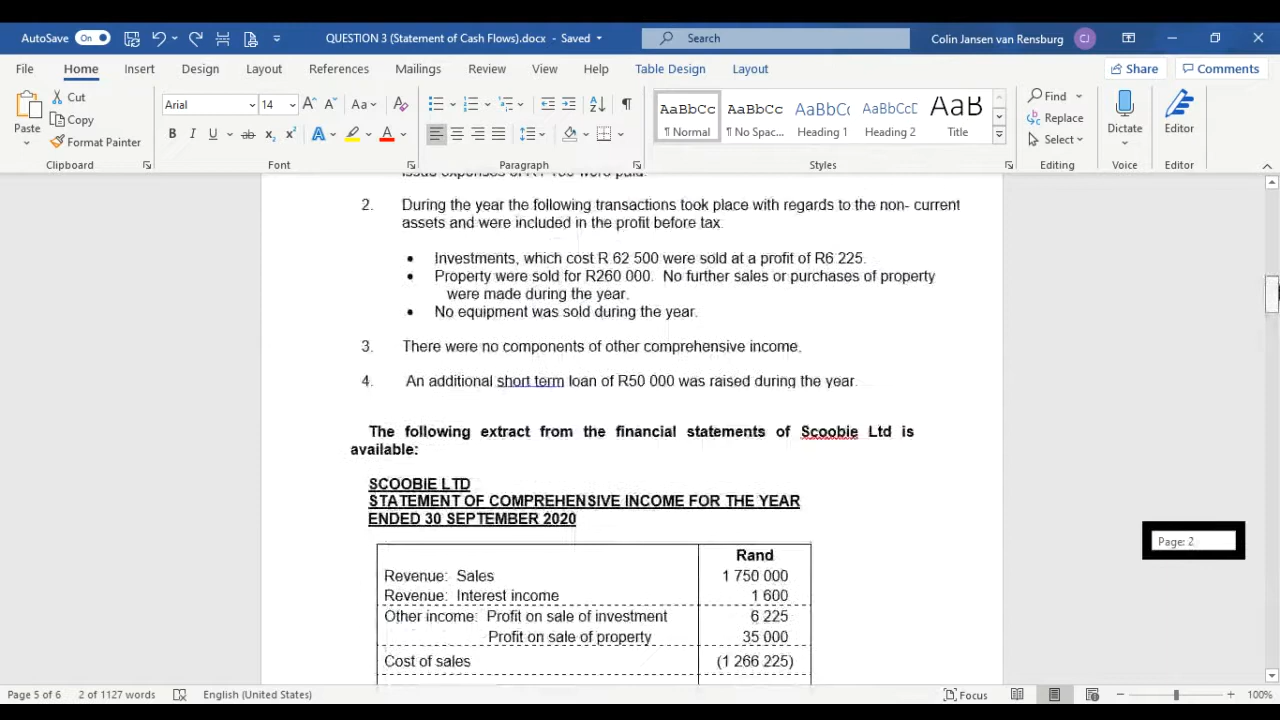 AutoSave On QUESTION 3 (Statement of Cash Flows).docx - Saved Search Colin Jansen van Rensburg CJ
File Home Insert Design Layout References Mailings Review View Help Table Design Layout Share Comments
Paste Cut Copy Format Painter
Arial 14 Aa
B I U ab x₂ x² A A
AaBbCc AaBbCc AaBbC( AaBbCcD AaB
¶ Normal ¶ No Spac... Heading 1 Heading 2 Title
Find Replace Select Dictate Editor
Clipboard Font Paragraph Styles Editing Voice Editor
2. During the year the following transactions took place with regards to the non- current
assets and were included in the profit before tax.
• Investments, which cost R 62 500 were sold at a profit of R6 225.
• Property were sold for R260 000. No further sales or purchases of property
were made during the year.
• No equipment was sold during the year.
3. There were no components of other comprehensive income.
4. An additional short term loan of R50 000 was raised during the year.
The following extract from the financial statements of Scoobie Ltd is
available:
SCOOBIE LTD
STATEMENT OF COMPREHENSIVE INCOME FOR THE YEAR
ENDED 30 SEPTEMBER 2020
Rand
Revenue: Sales 1 750 000
Revenue: Interest income 1 600
Other income: Profit on sale of investment 6 225
Profit on sale of property 35 000
Cost of sales (1 266 225)
Page: 2
Page 5 of 6 2 of 1127 words English (United States) Focus 100%